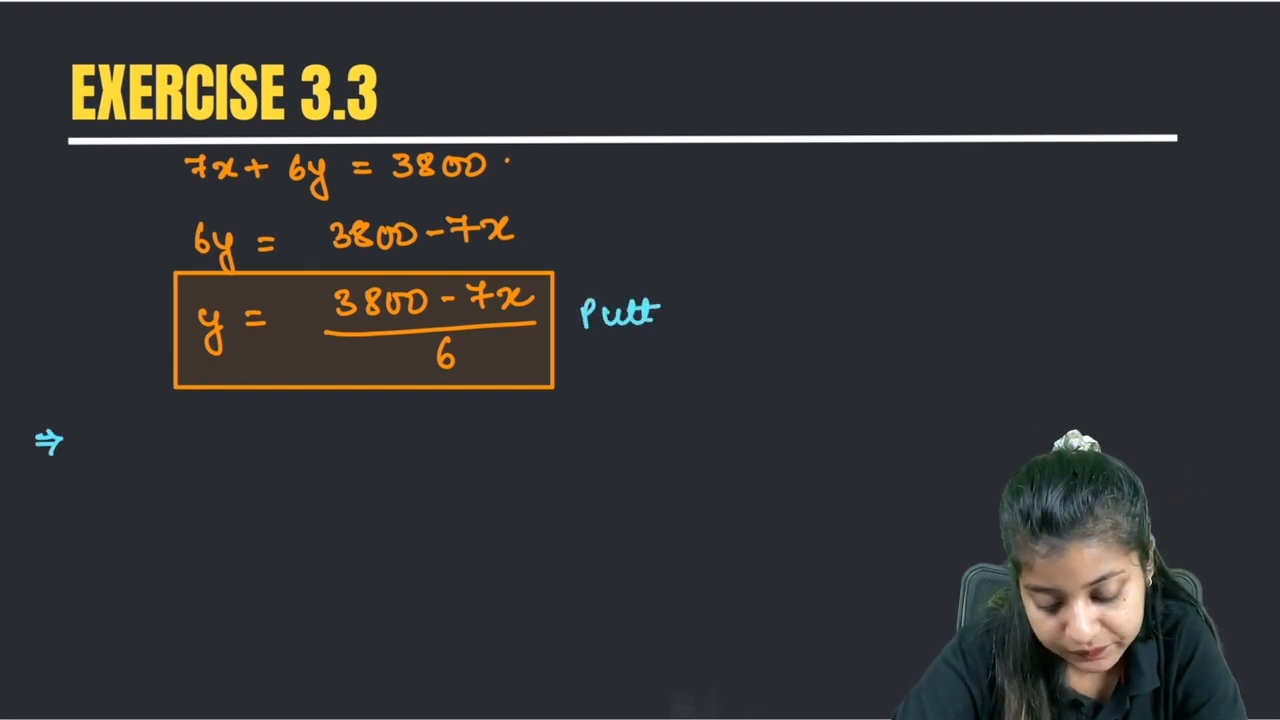 EXERCISE 3.3
7x + 6y = 3800
6y = 3800 - 7x
y = (3800 - 7x)/6 Putt
⇒